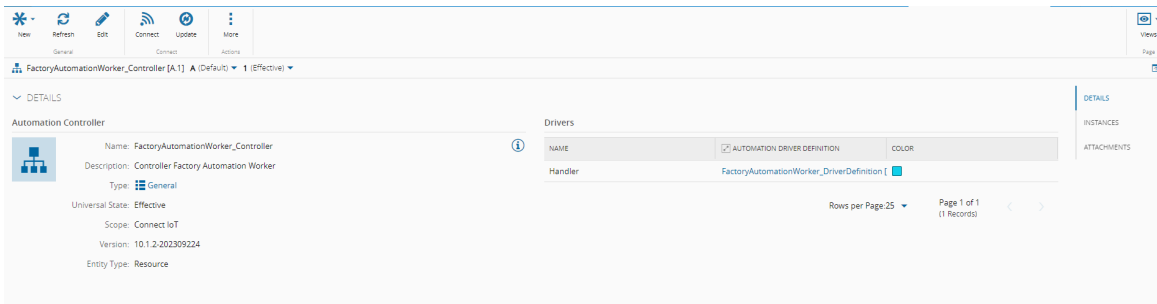 New Refresh Edit Connect Update More Views
General Connect Actions Page
FactoryAutomationWorker_Controller [A.1] A (Default) 1 (Effective)
DETAILS
Automation Controller
Name: FactoryAutomationWorker_Controller
Description: Controller Factory Automation Worker
Type: General
Universal State: Effective
Scope: Connect IoT
Version: 10.1.2-202309224
Entity Type: Resource
Drivers
NAME AUTOMATION DRIVER DEFINITION COLOR
Handler FactoryAutomationWorker_DriverDefinition [
Rows per Page:25 Page 1 of 1
(1 Records)
DETAILS
INSTANCES
ATTACHMENTS